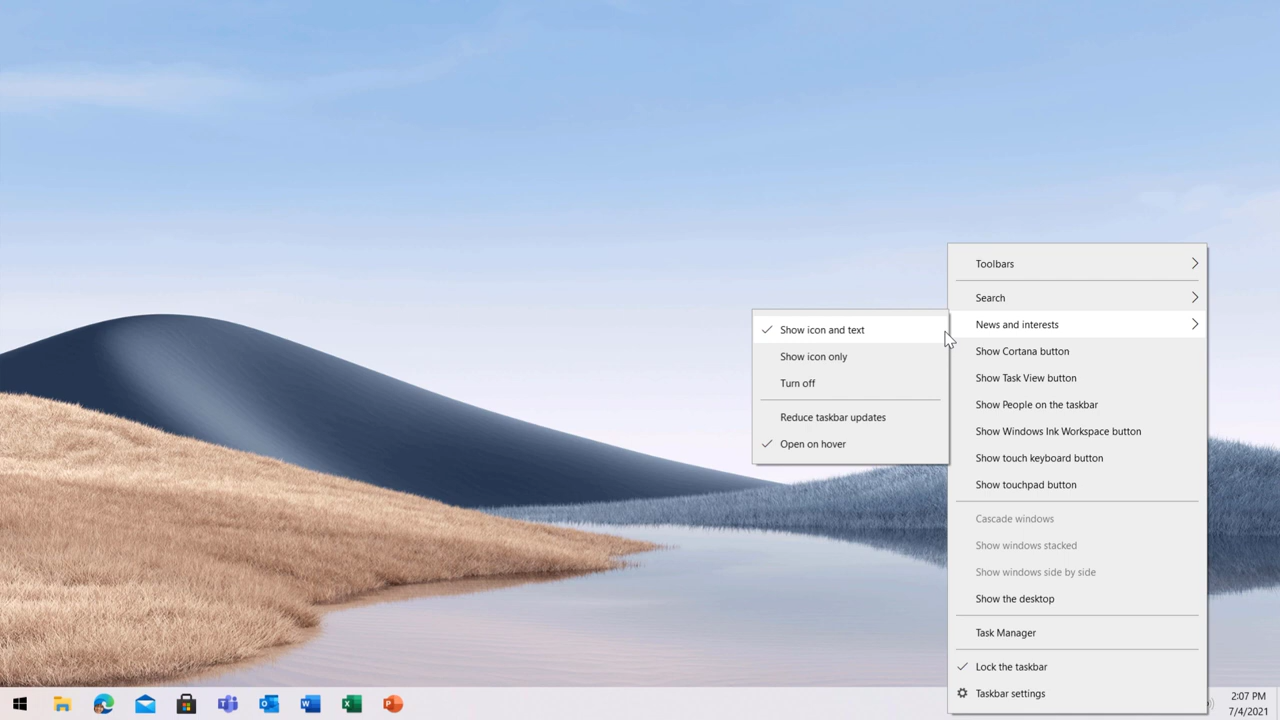 Toolbars
Search
News and interests
Show Cortana button
Show Task View button
Show People on the taskbar
Show Windows Ink Workspace button
Show touch keyboard button
Show touchpad button
Cascade windows
Show windows stacked
Show windows side by side
Show the desktop
Task Manager
Lock the taskbar
Taskbar settings
Show icon and text
Show icon only
Turn off
Reduce taskbar updates
Open on hover
T
O
W
X
P
2:07 PM
7/4/2021